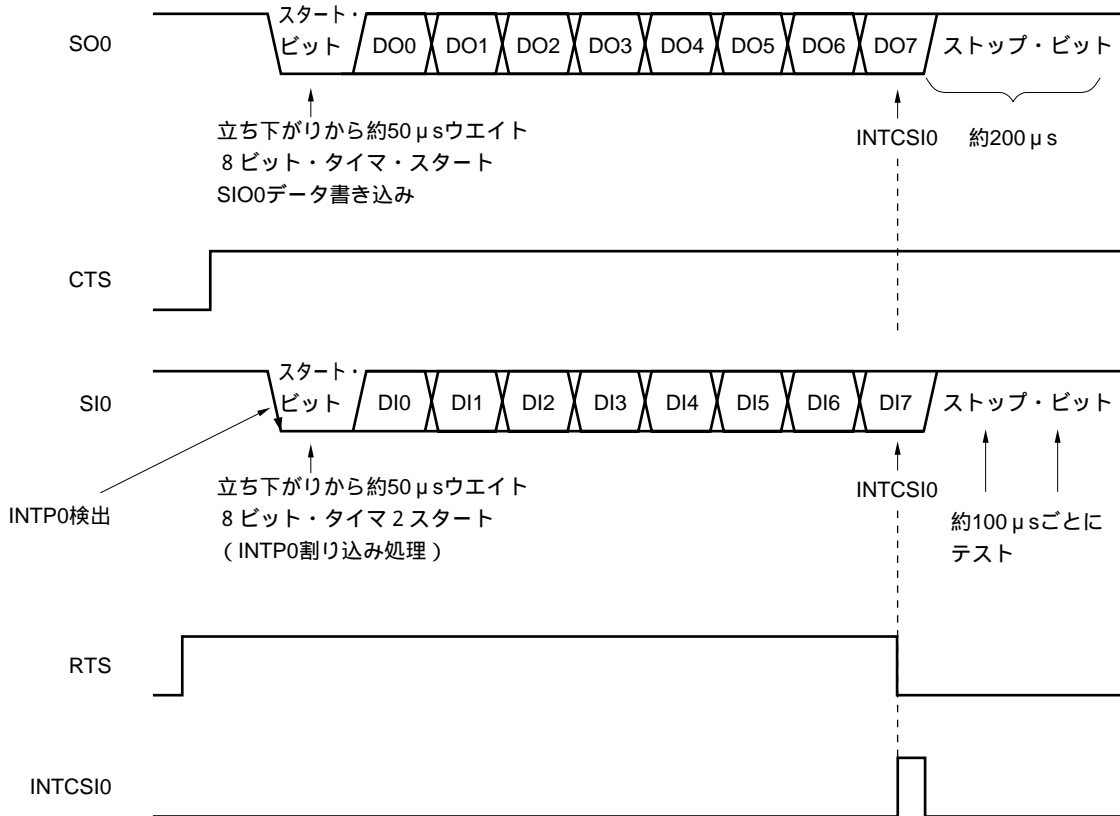 スタート・
SO0
ビット
DO0 DO1 DO2 DO3 DO4 DO5 DO6 DO7
ストップ・ビット
立ち下がりから約50μsウエイト
8ビット・タイマ・スタート
SIO0データ書き込み
INTCSI0
約200μs
CTS
スタート・
SI0
ビット
DI0 DI1 DI2 DI3 DI4 DI5 DI6 DI7
ストップ・ビット
INTP0検出
立ち下がりから約50μsウエイト
8ビット・タイマ2スタート
(INTP0割り込み処理)
INTCSI0
約100μsごとに
テスト
RTS
INTCSI0